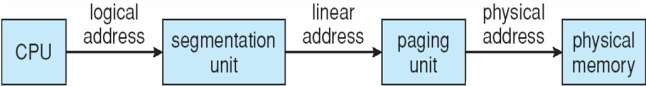 CPU
logical
address
segmentation
unit
linear
address
paging
unit
physical
address
physical
memory